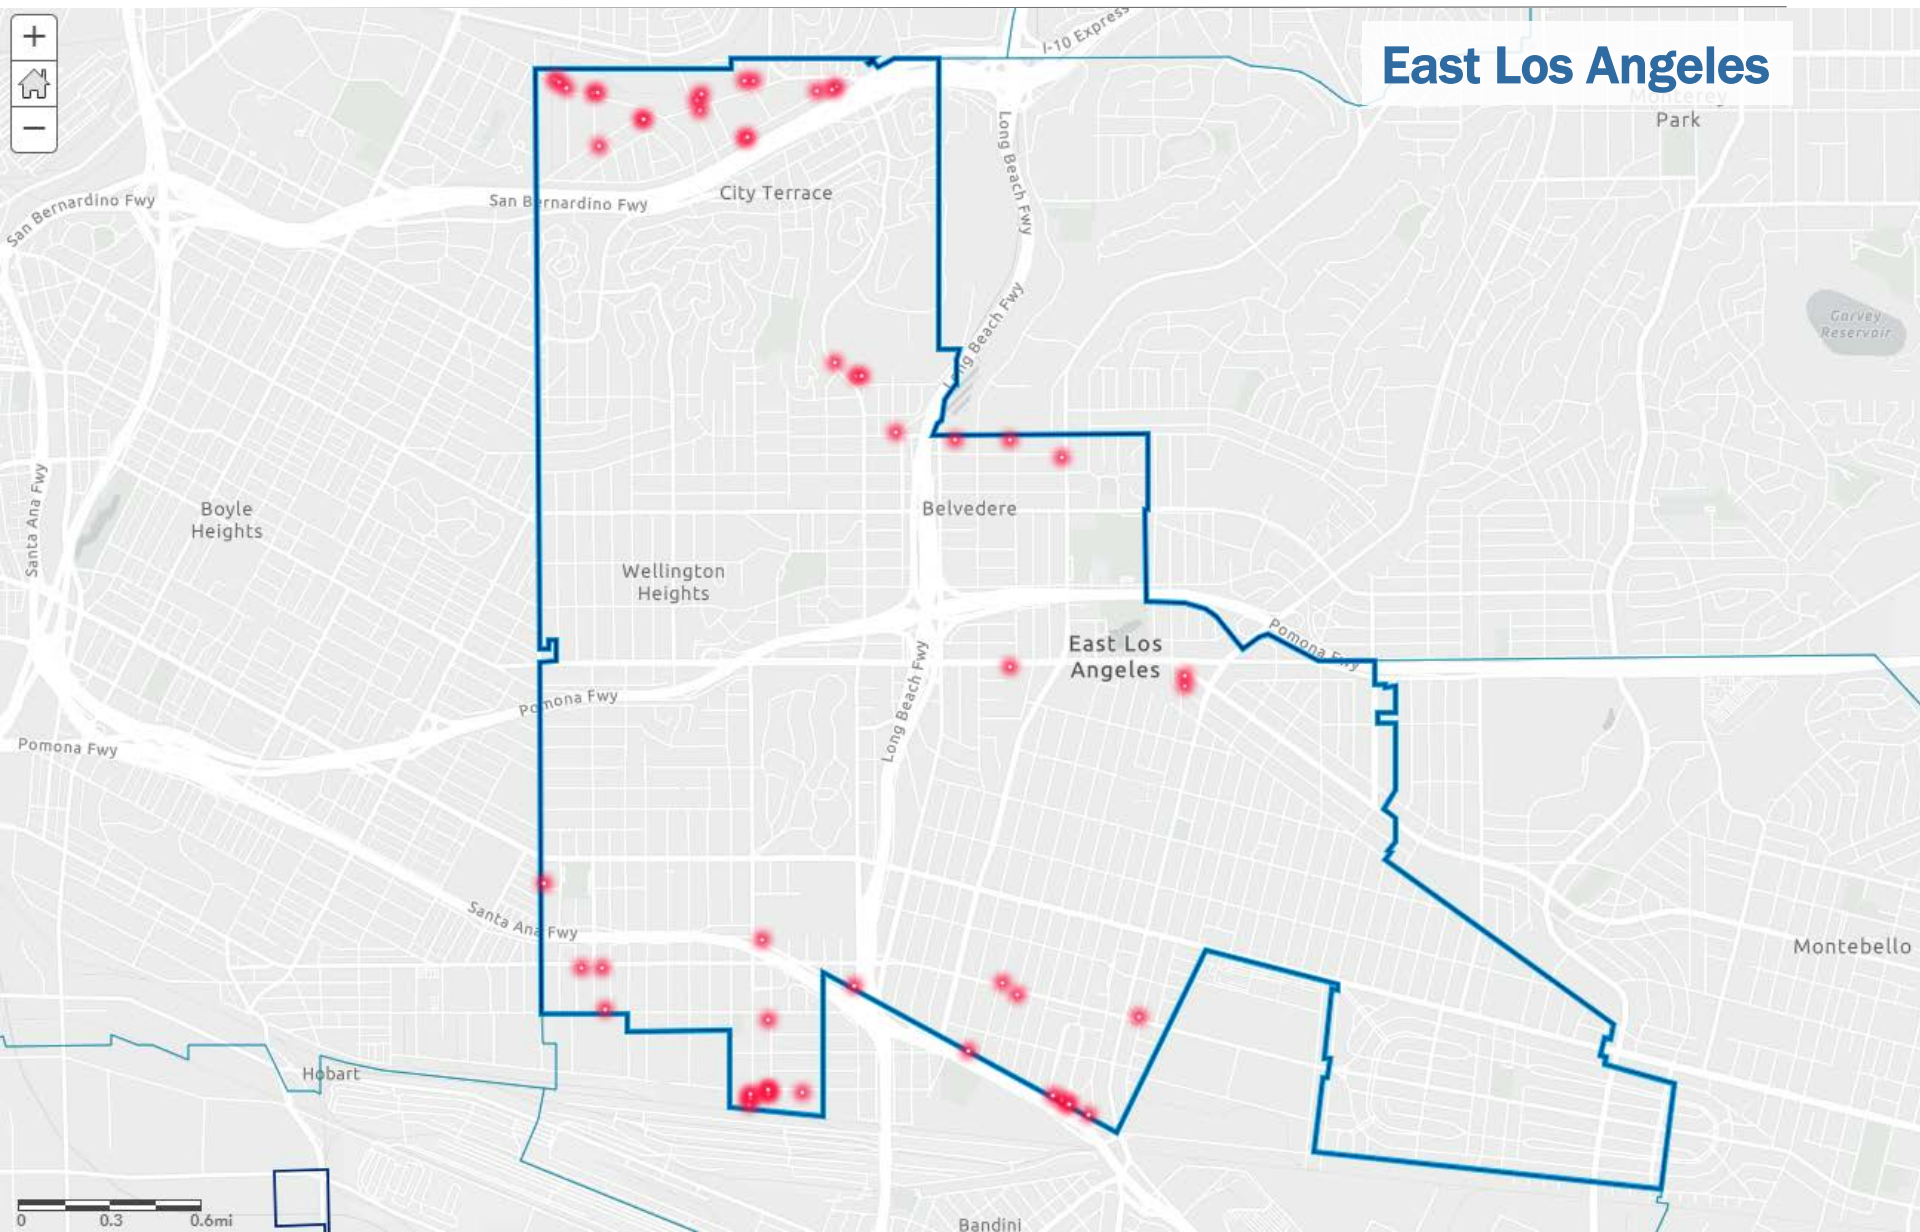 +
−
I-10 Express
East Los Angeles
Monterey
Park
San Bernardino Fwy
San Bernardino Fwy
City Terrace
Long Beach Fwy
Long Beach Fwy
Garvey
Reservoir
Santa Ana Fwy
Boyle
Heights
Belvedere
Wellington
Heights
East Los
Angeles
Pomona Fwy
Pomona Fwy
Long Beach Fwy
Pomona Fwy
Santa Ana Fwy
Montebello
Hobart
0 0.3 0.6mi
Bandini